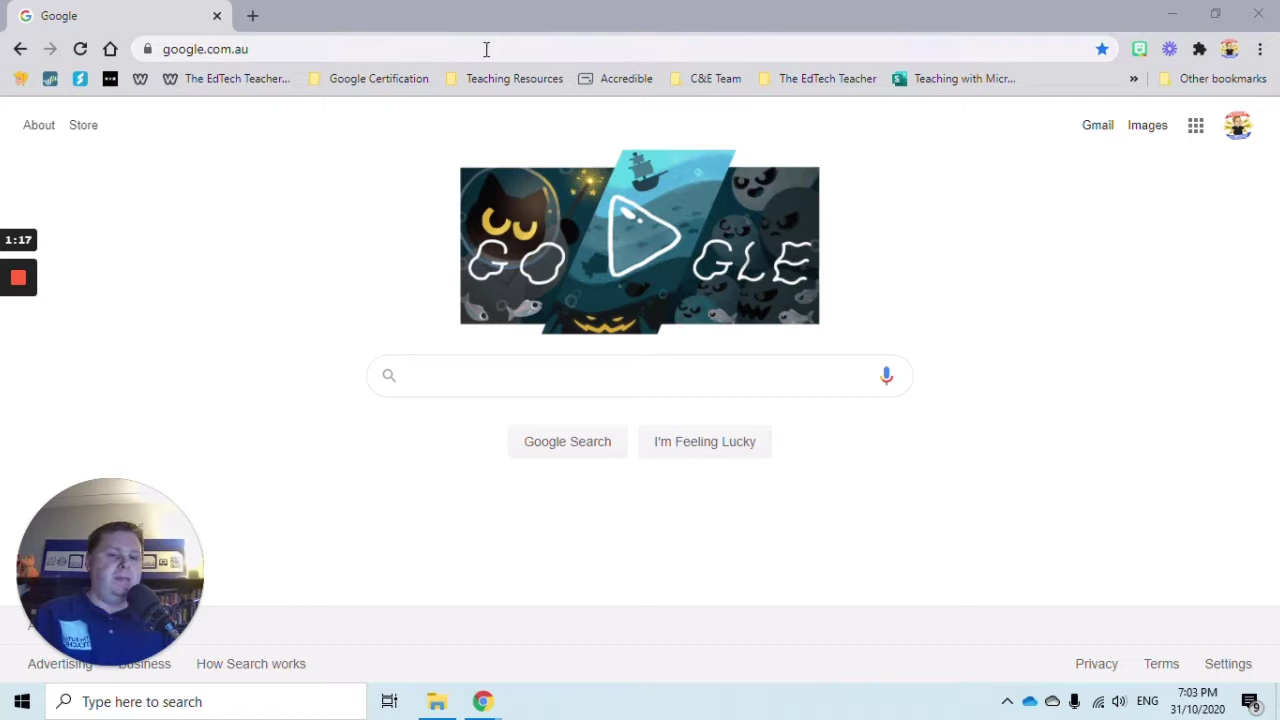 Google
google.com.au
The EdTech Teacher...
Google Certification
Teaching Resources
Accredible
C&E Team
The EdTech Teacher
Teaching with Micr...
»
Other bookmarks
About
Store
Gmail
Images
GO GLE
1:17
Google Search
I'm Feeling Lucky
Advertising
Business
How Search works
Privacy
Terms
Settings
Type here to search
ENG
7:03 PM
31/10/2020
9